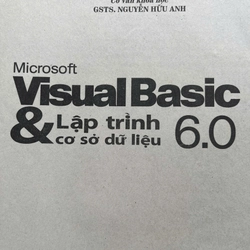 Cố vấn khoa học
GSTS. NGUYỄN HỮU ANH
Microsoft
Visual Basic
& Lập trình 6.0
cơ sở dữ liệu